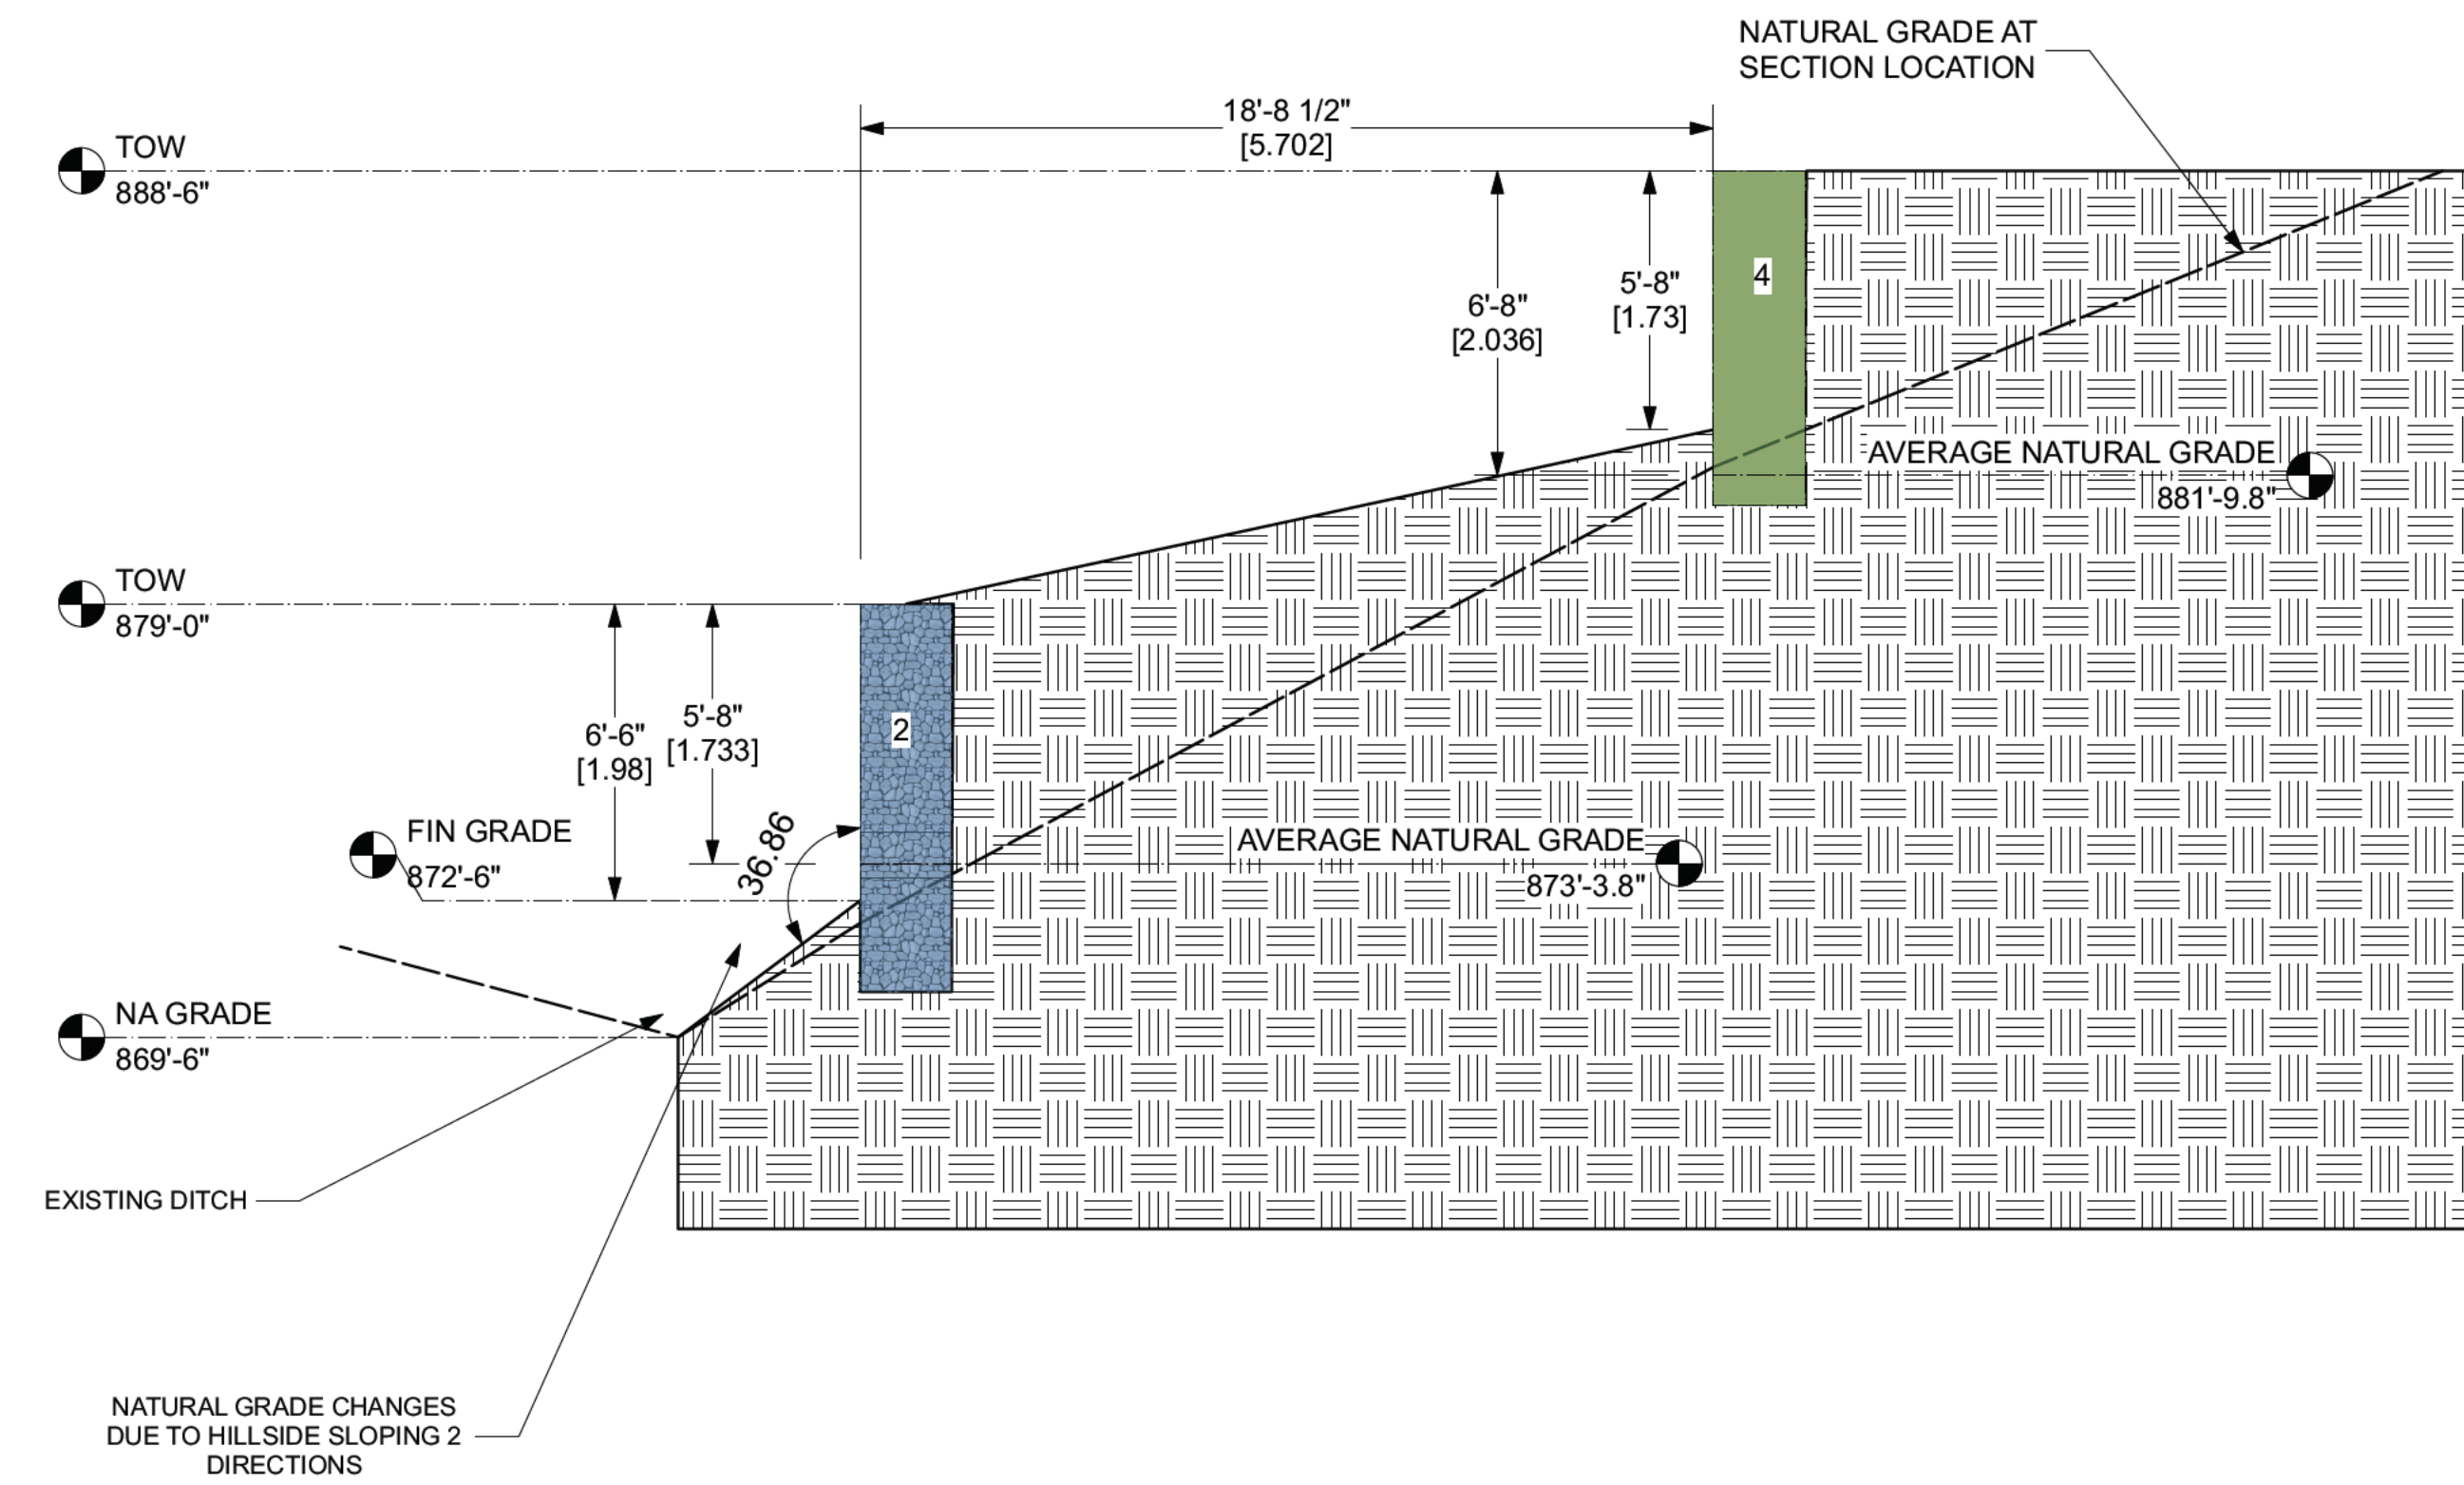 NATURAL GRADE AT
SECTION LOCATION
18'-8 1/2"
[5.702]
TOW
888'-6"
4
5'-8"
[1.73]
6'-8"
[2.036]
AVERAGE NATURAL GRADE
881'-9.8"
TOW
879'-0"
2
5'-8"
[1.733]
6'-6"
[1.98]
36.86
FIN GRADE
872'-6"
AVERAGE NATURAL GRADE
873'-3.8"
NA GRADE
869'-6"
EXISTING DITCH
NATURAL GRADE CHANGES
DUE TO HILLSIDE SLOPING 2
DIRECTIONS